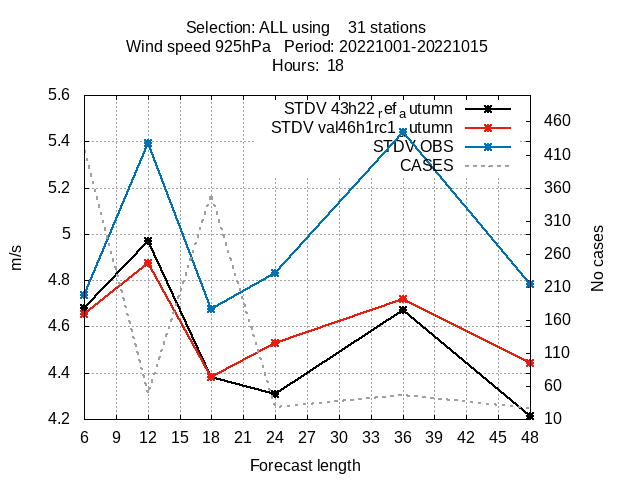 Selection: ALL using 31 stations
Wind speed 925hPa Period: 20221001-20221015
Hours: 18
STDV 43h22refautumn
STDV val46h1rc1autumn
STDV OBS
CASES
5.6
5.4
5.2
5
4.8
4.6
4.4
4.2
460
410
360
310
260
210
160
110
60
10
m/s
No cases
6 9 12 15 18 21 24 27 30 33 36 39 42 45 48
Forecast length